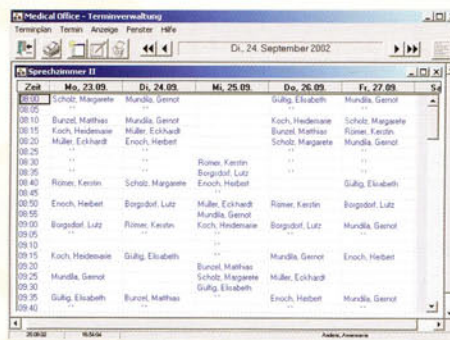 Medical Office - Terminverwaltung
Terminplan Termin Anzeige Fenster Hilfe
Di., 24. September 2002
Sprechzimmer II
Zeit Mo, 23.09. Di, 24.09. Mi, 25.09. Do, 26.09. Fr, 27.09. Sa
08:00 Scholz, Margarete Mundila, Gernot Gültig, Elisabeth Mundila, Gernot
08:05 '' '' '' ''
08:10 Bunzel, Matthias Mundila, Gernot Koch, Heidemarie Scholz, Margarete
08:15 Koch, Heidemarie Müller, Eckhardt Bunzel, Matthias Römer, Kerstin
08:20 Müller, Eckhardt Enoch, Herbert Scholz, Margarete Mundila, Gernot
08:25 '' '' '' ''
08:30 Römer, Kerstin '' ''
08:35 Borgsdorf, Lutz '' ''
08:40 Römer, Kerstin Scholz, Margarete Enoch, Herbert Gültig, Elisabeth
08:45
08:50 Enoch, Herbert Borgsdorf, Lutz Müller, Eckhardt Römer, Kerstin Borgsdorf, Lutz
08:55 Mundila, Gernot
09:00 Borgsdorf, Lutz Römer, Kerstin Koch, Heidemarie Borgsdorf, Lutz Mundila, Gernot
09:05 '' '' '' '' ''
09:10 ''
09:15 Koch, Heidemarie Gültig, Elisabeth '' Mundila, Gernot Enoch, Herbert
09:20 Bunzel, Matthias
09:25 Mundila, Gernot Scholz, Margarete Müller, Eckhardt
09:30 Gültig, Elisabeth
09:35 Gültig, Elisabeth Bunzel, Matthias Enoch, Herbert Mundila, Gernot
09:40 '' '' ''